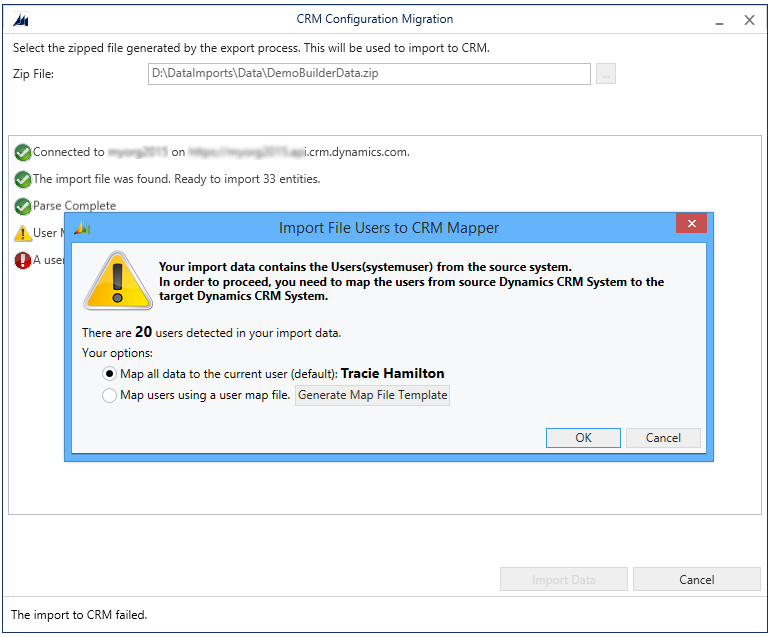 CRM Configuration Migration
Select the zipped file generated by the export process. This will be used to import to CRM.
Zip File:
D:\DataImports\Data\DemoBuilderData.zip
...
Connected to on .crm.dynamics.com.
The import file was found. Ready to import 33 entities.
Parse Complete
User
A user
Import File Users to CRM Mapper
Your import data contains the Users(systemuser) from the source system.
In order to proceed, you need to map the users from source Dynamics CRM System to the
target Dynamics CRM System.
There are 20 users detected in your import data.
Your options:
Map all data to the current user (default): Tracie Hamilton
Map users using a user map file. Generate Map File Template
OK Cancel
Import Data Cancel
The import to CRM failed.